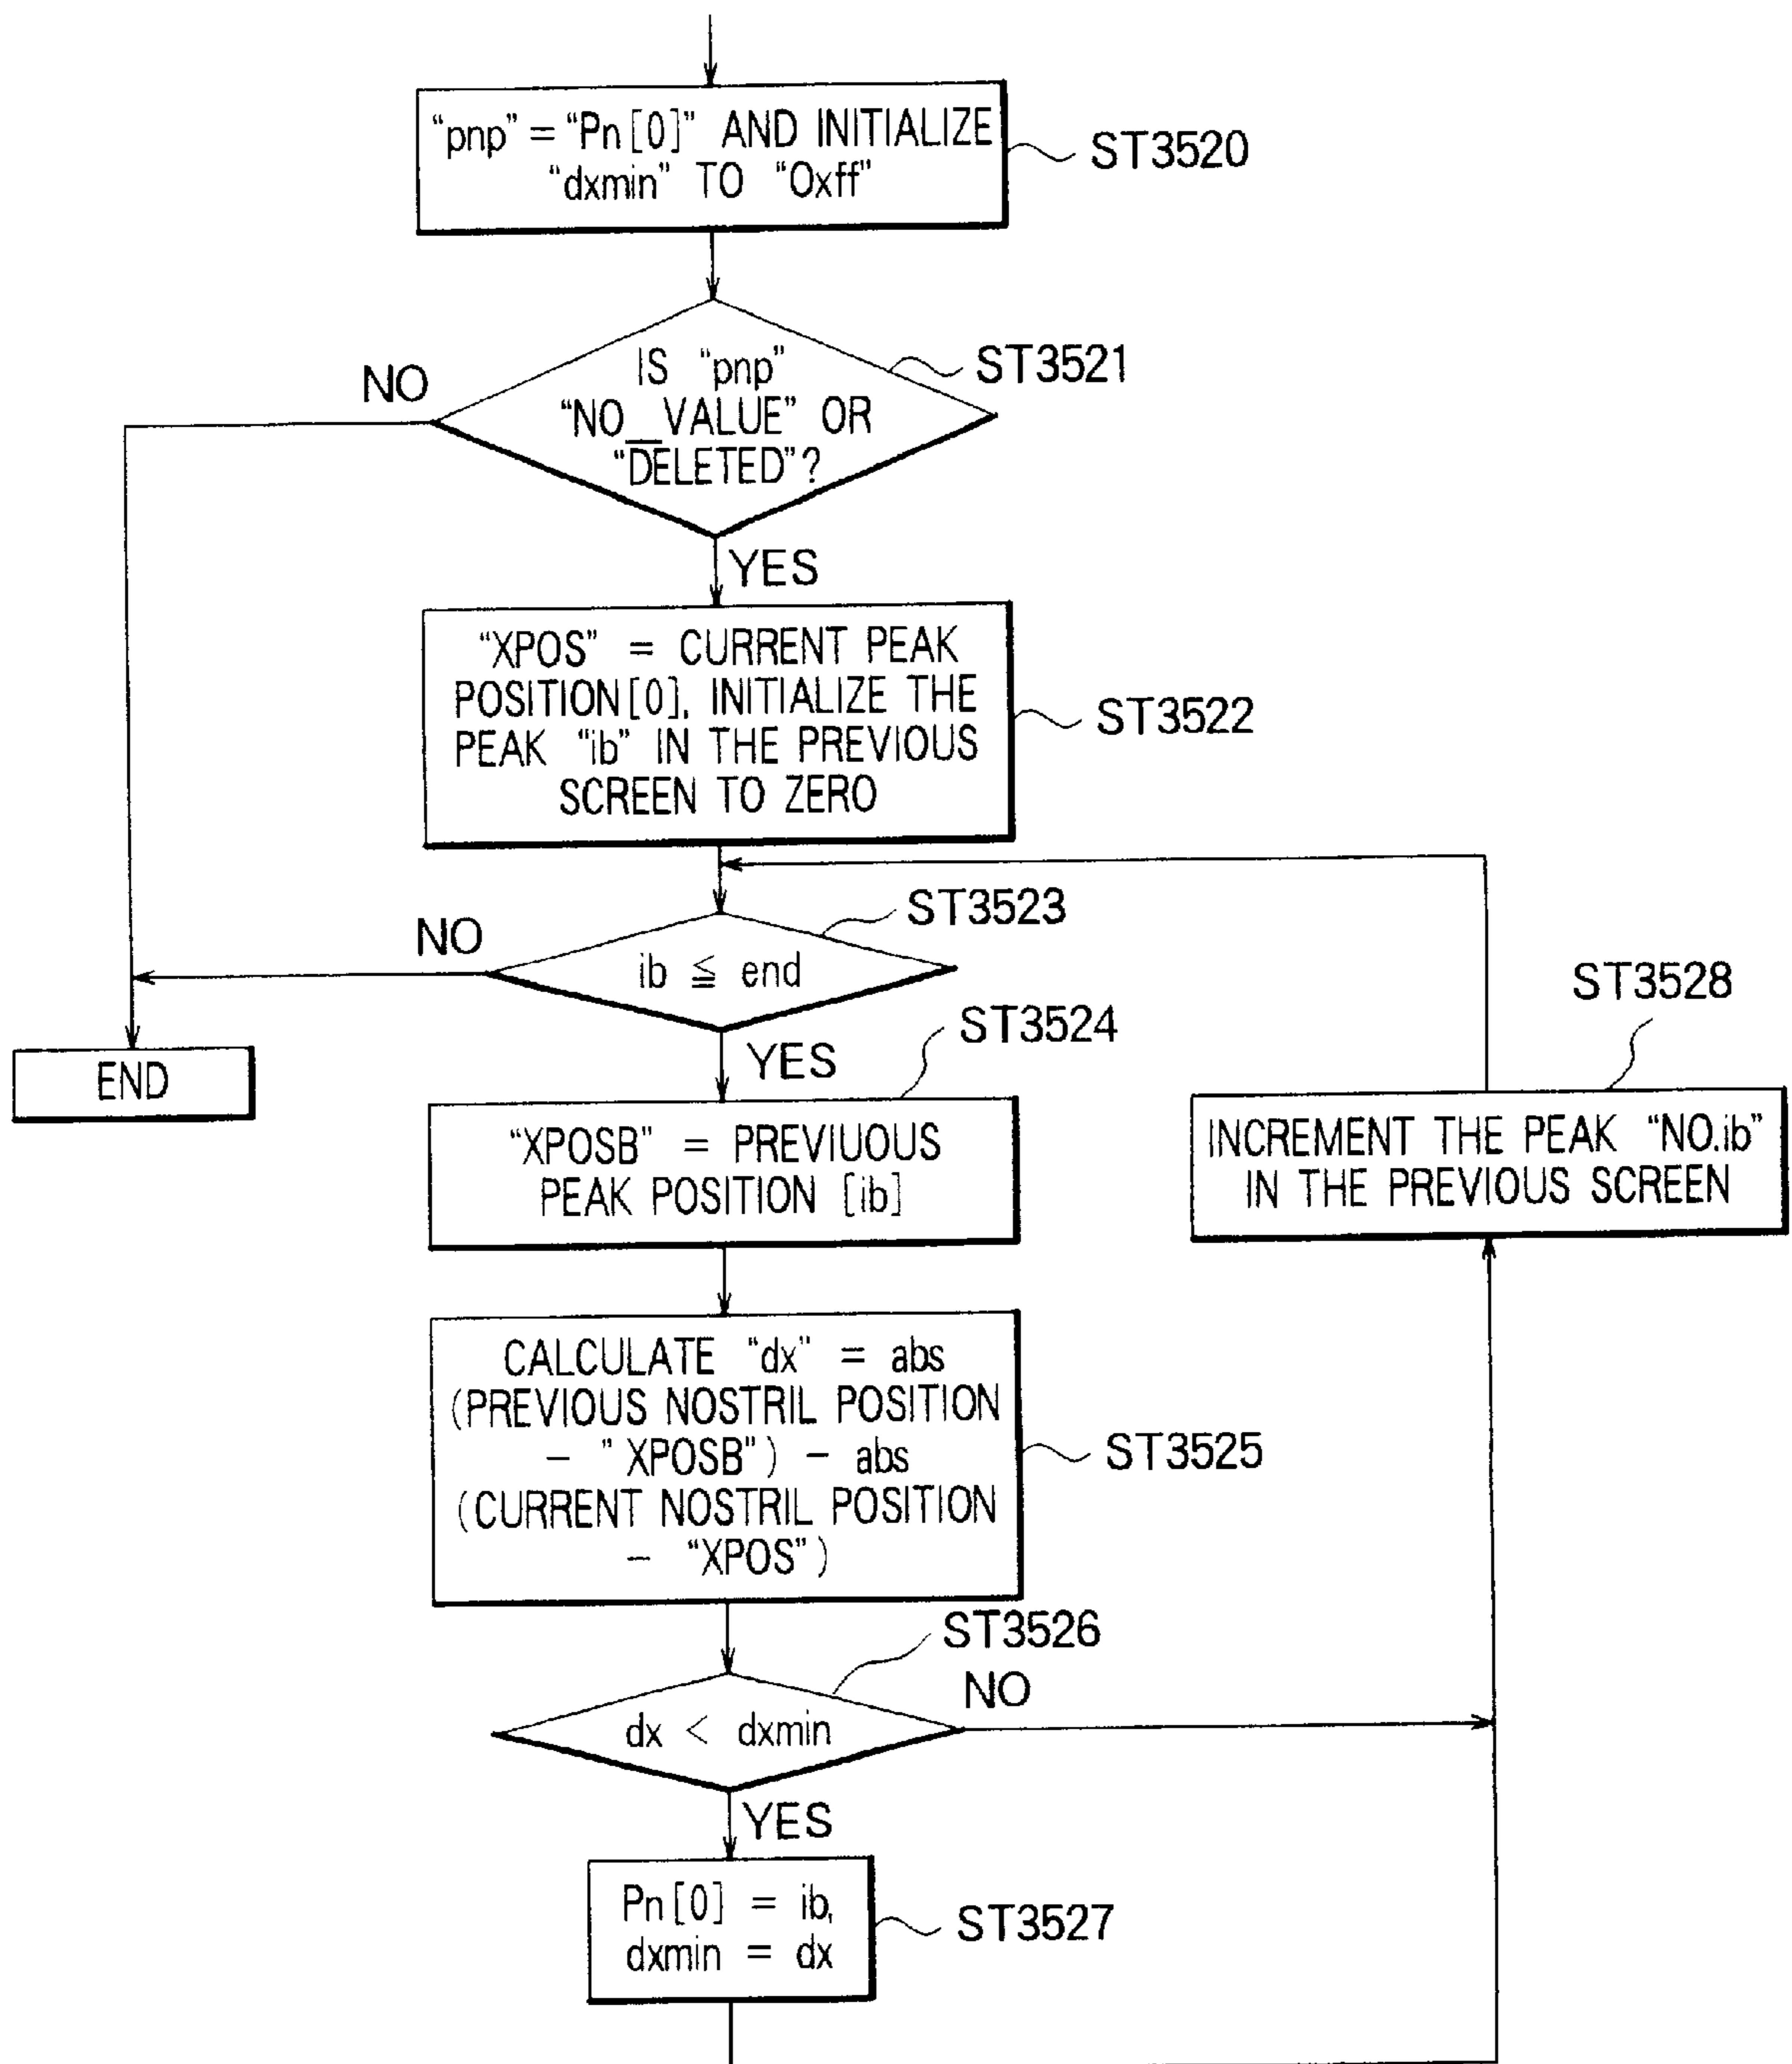 "pnp" = "Pn[0]" AND INITIALIZE
"dxmin" TO "0xff"
ST3520
IS "pnp"
"NO_VALUE" OR
"DELETED"?
ST3521
NO
YES
"XPOS" = CURRENT PEAK
POSITION[0], INITIALIZE THE
PEAK "ib" IN THE PREVIOUS
SCREEN TO ZERO
ST3522
ST3523
NO
ib ≦ end
ST3528
ST3524
YES
END
"XPOSB" = PREVIUOUS
PEAK POSITION [ib]
INCREMENT THE PEAK "NO.ib"
IN THE PREVIOUS SCREEN
CALCULATE "dx" = abs
(PREVIOUS NOSTRIL POSITION
- " XPOSB") - abs
(CURRENT NOSTRIL POSITION
- "XPOS")
ST3525
ST3526
NO
dx < dxmin
YES
Pn[0] = ib,
dxmin = dx
ST3527